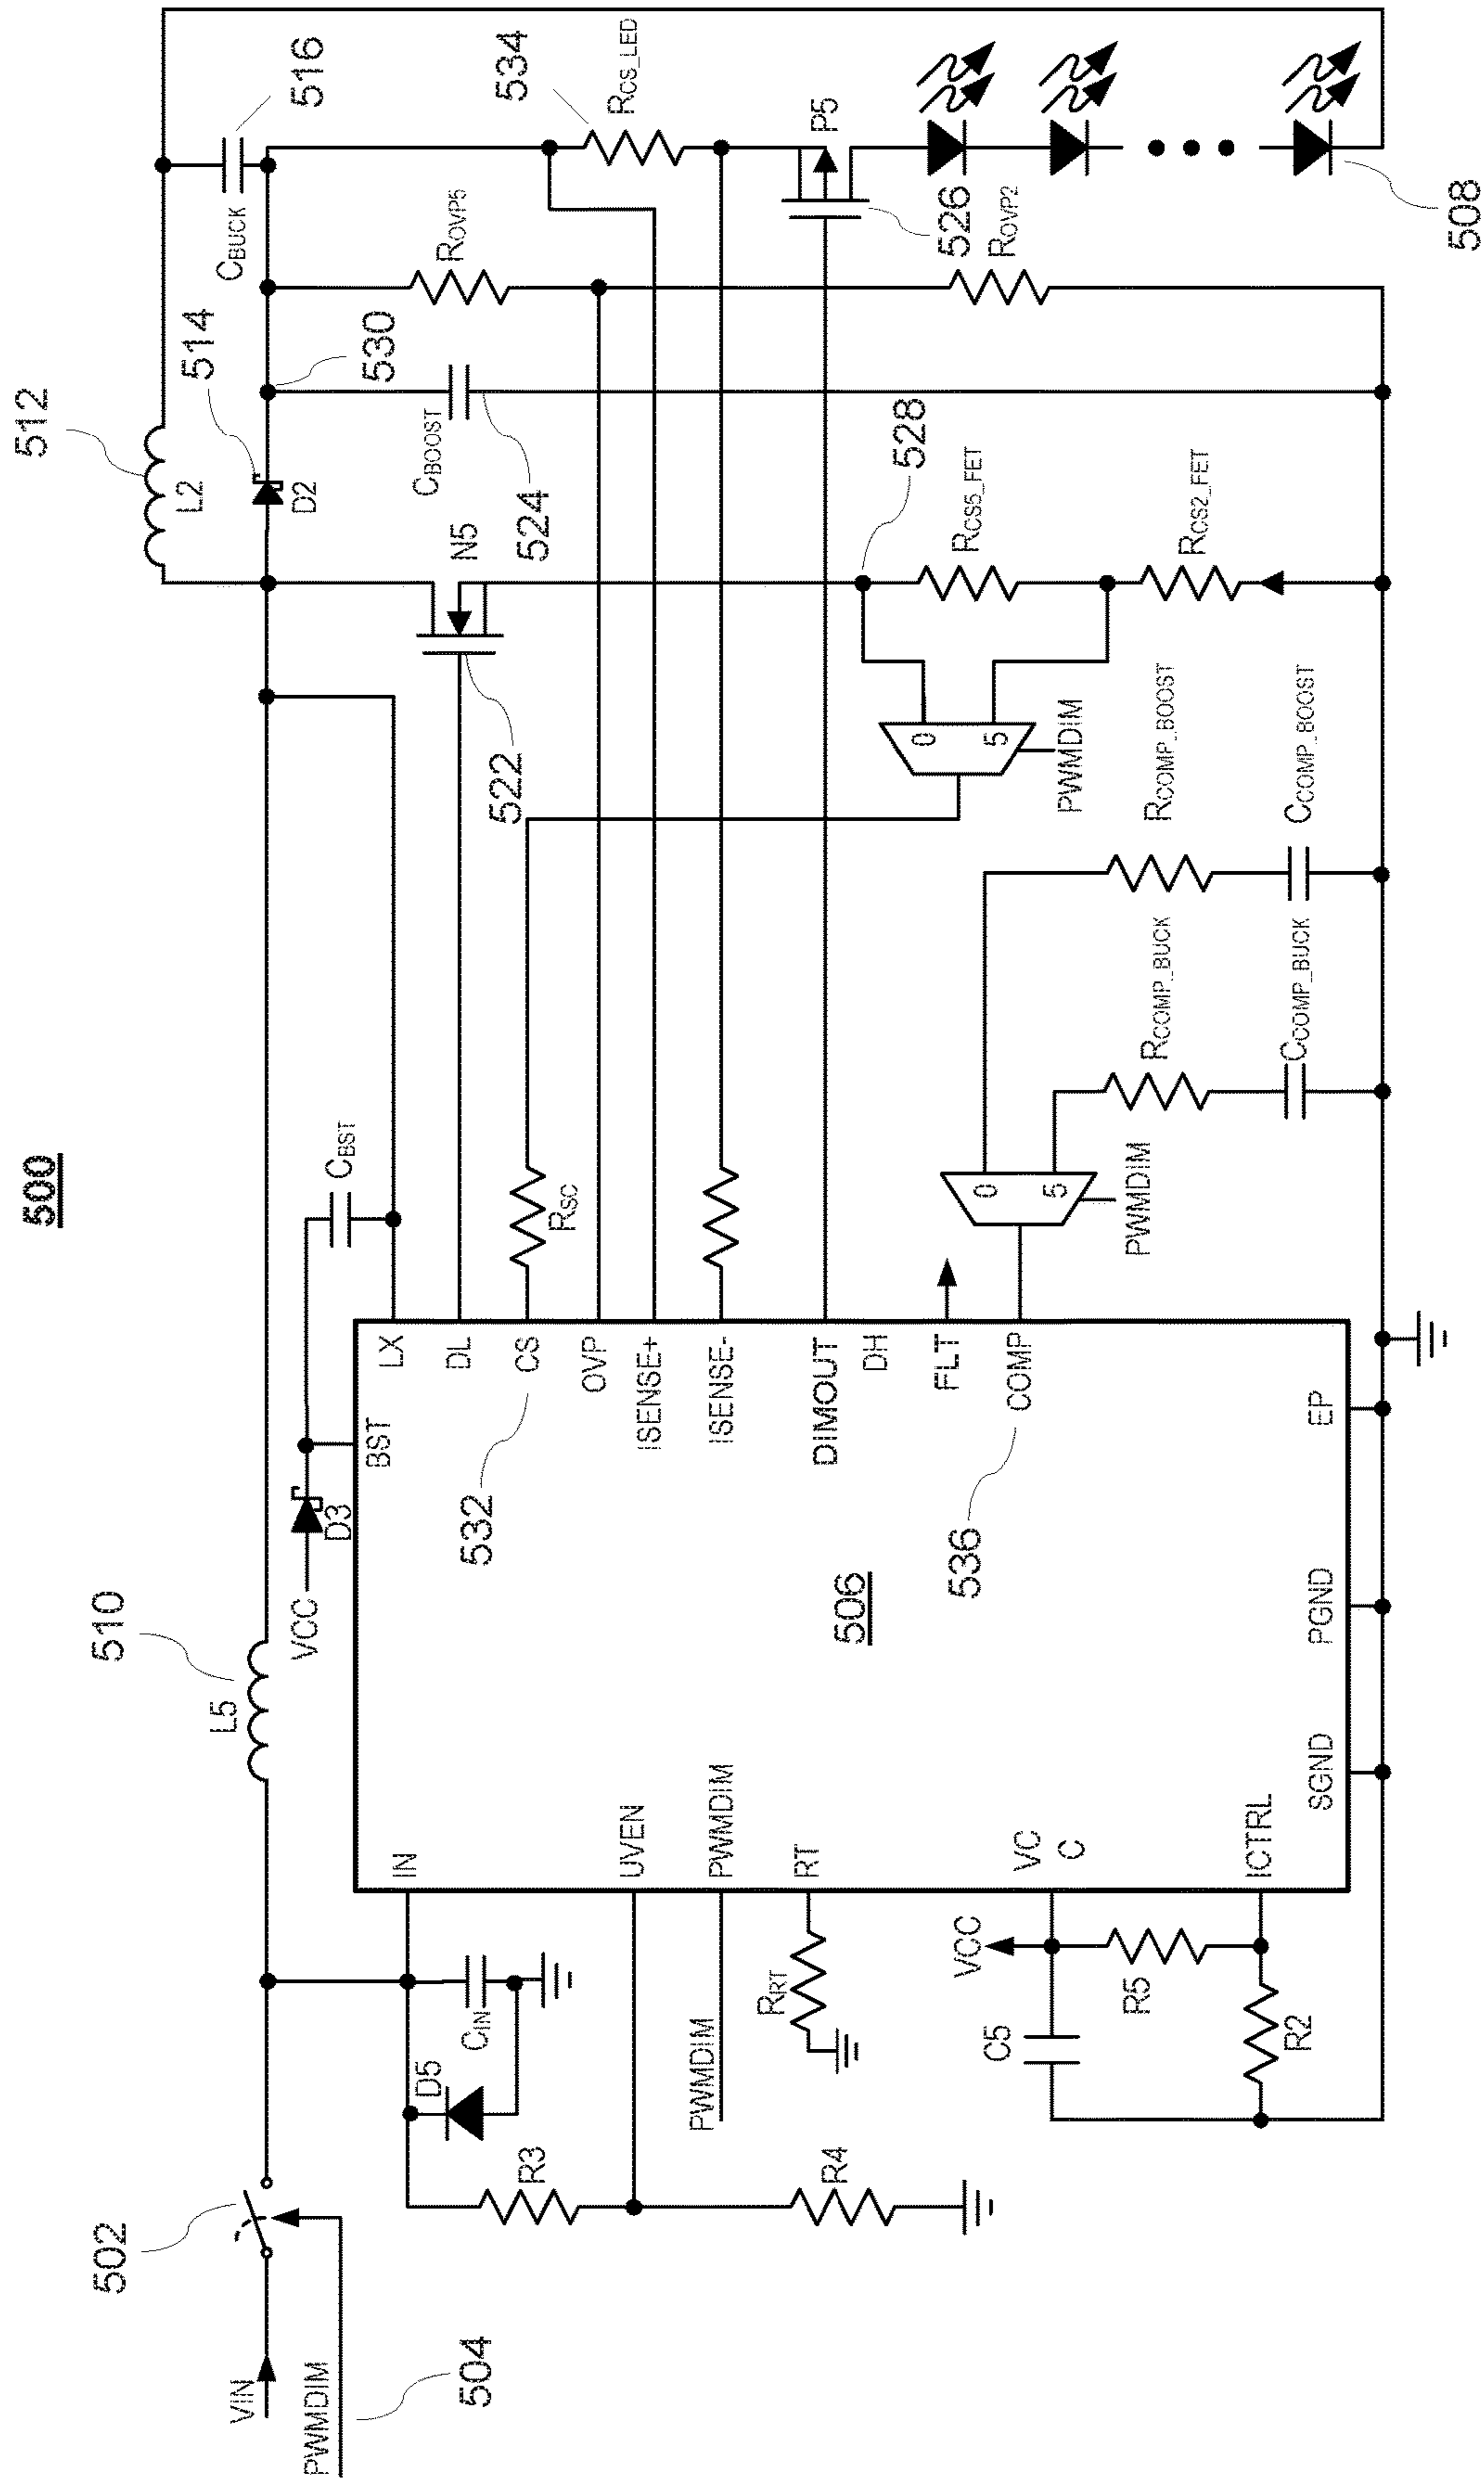 500
502
VIN
PWMDIM
504
L5
510
L2
512
D2
514
CBUCK
516
530
CBOOST
524
ROVP5
ROVP2
534
RCS_LED
P5
526
508
N5
522
528
RCS5_FET
RCS2_FET
0
5
PWMDIM
VCC
D3
CBST
RSC
0
5
PWMDIM
RCOMP_BOOST
CCOMP_BOOST
RCOMP_BUCK
CCOMP_BUCK
CIN
D5
R3
R4
PWMDIM
RRT
VCC
C5
R5
R2
IN
UVEN
PWMDIM
RT
VC
C
ICTRL
BST
LX
DL
CS
532
OVP
ISENSE+
ISENSE-
DIMOUT
DH
FLT
COMP
536
506
SGND
PGND
EP